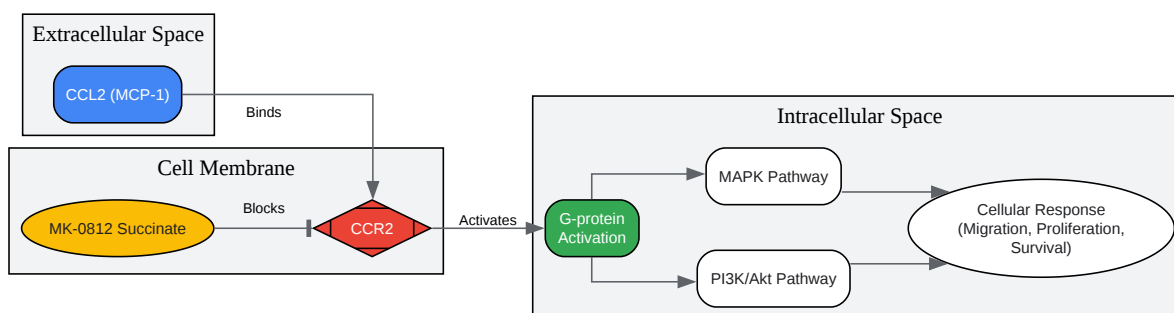 Extracellular Space
CCL2 (MCP-1)
Binds
Cell Membrane
MK-0812 Succinate
Blocks
CCR2
Activates
Intracellular Space
G-protein
Activation
MAPK Pathway
PI3K/Akt Pathway
Cellular Response
(Migration, Proliferation,
Survival)